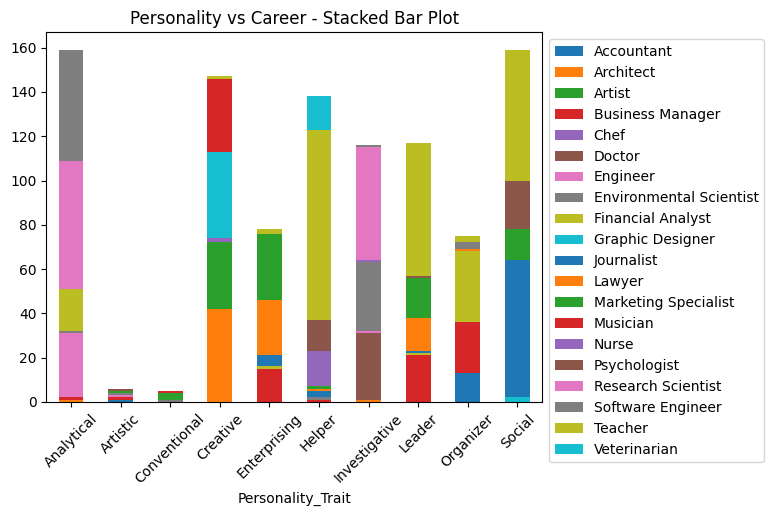 Personality vs Career - Stacked Bar Plot
160
140
120
100
80
60
40
20
0
Analytical
Artistic
Conventional
Creative
Enterprising
Helper
Investigative
Leader
Organizer
Social
Personality_Trait
Accountant
Architect
Artist
Business Manager
Chef
Doctor
Engineer
Environmental Scientist
Financial Analyst
Graphic Designer
Journalist
Lawyer
Marketing Specialist
Musician
Nurse
Psychologist
Research Scientist
Software Engineer
Teacher
Veterinarian